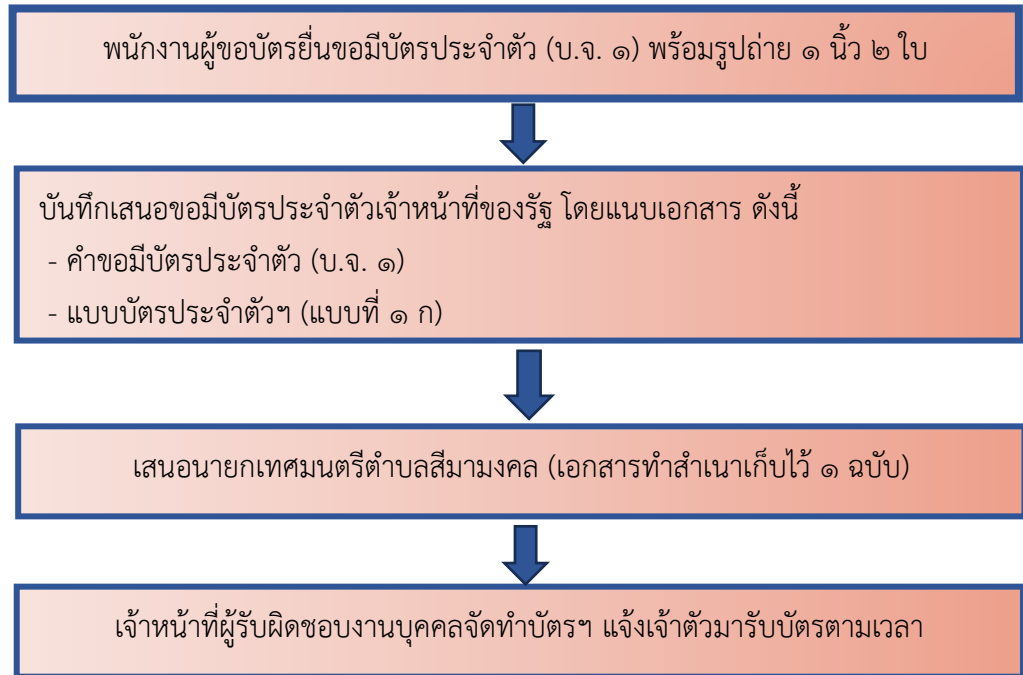 พนักงานผู้ขอบัตรยื่นขอมีบัตรประจำตัว (บ.จ. ๑) พร้อมรูปถ่าย ๑ นิ้ว ๒ ใบ
บันทึกเสนอขอมีบัตรประจำตัวเจ้าหน้าที่ของรัฐ โดยแนบเอกสาร ดังนี้
- คำขอมีบัตรประจำตัว (บ.จ. ๑)
- แบบบัตรประจำตัวฯ (แบบที่ ๑ ก)
เสนอนายกเทศมนตรีตำบลสีมามงคล (เอกสารทำสำเนาเก็บไว้ ๑ ฉบับ)
เจ้าหน้าที่ผู้รับผิดชอบงานบุคคลจัดทำบัตรฯ แจ้งเจ้าตัวมารับบัตรตามเวลา